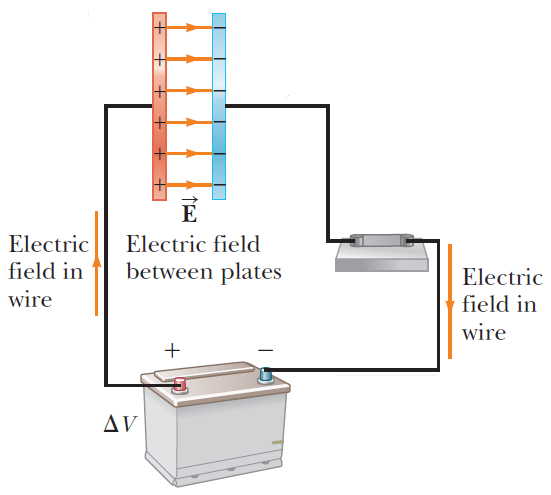 + −
+ −
+ −
+ −
+ −
+ −
E⃗
Electric field
between plates
Electric
field in
wire
Electric
field in
wire
+ −
ΔV